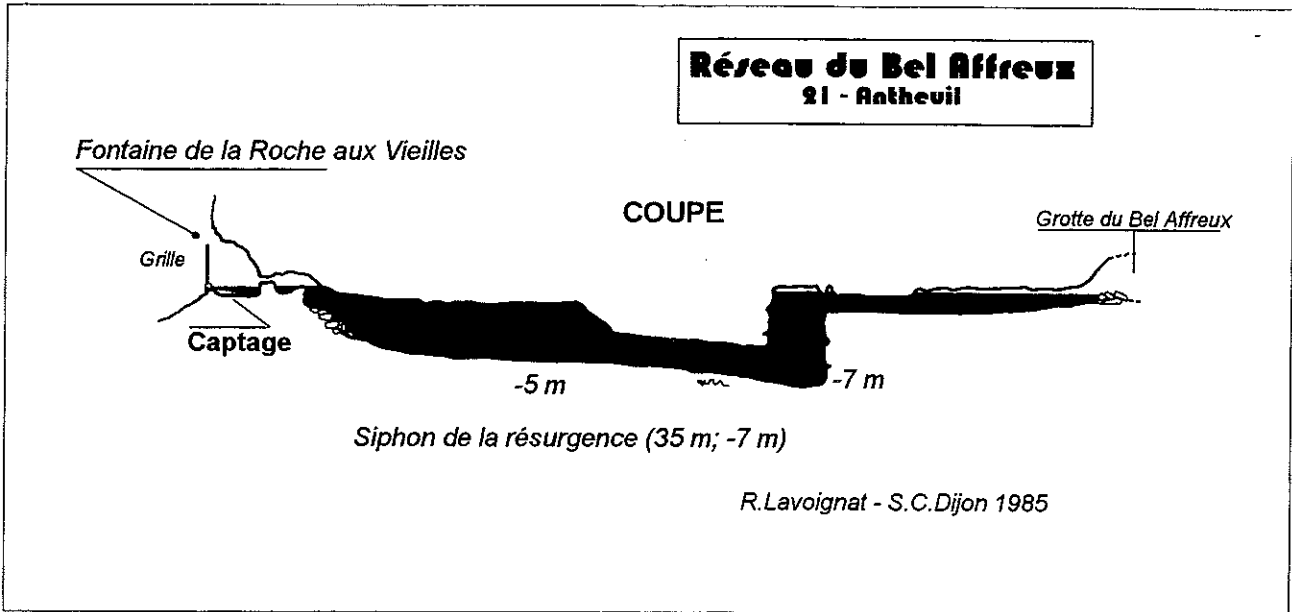 Réseau du Bel Affreux
21 - Antheuil
Fontaine de la Roche aux Vieilles
COUPE
Grotte du Bel Affreux
Grille
Captage
-5 m
-7 m
Siphon de la résurgence (35 m; -7 m)
R.Lavoignat - S.C.Dijon 1985